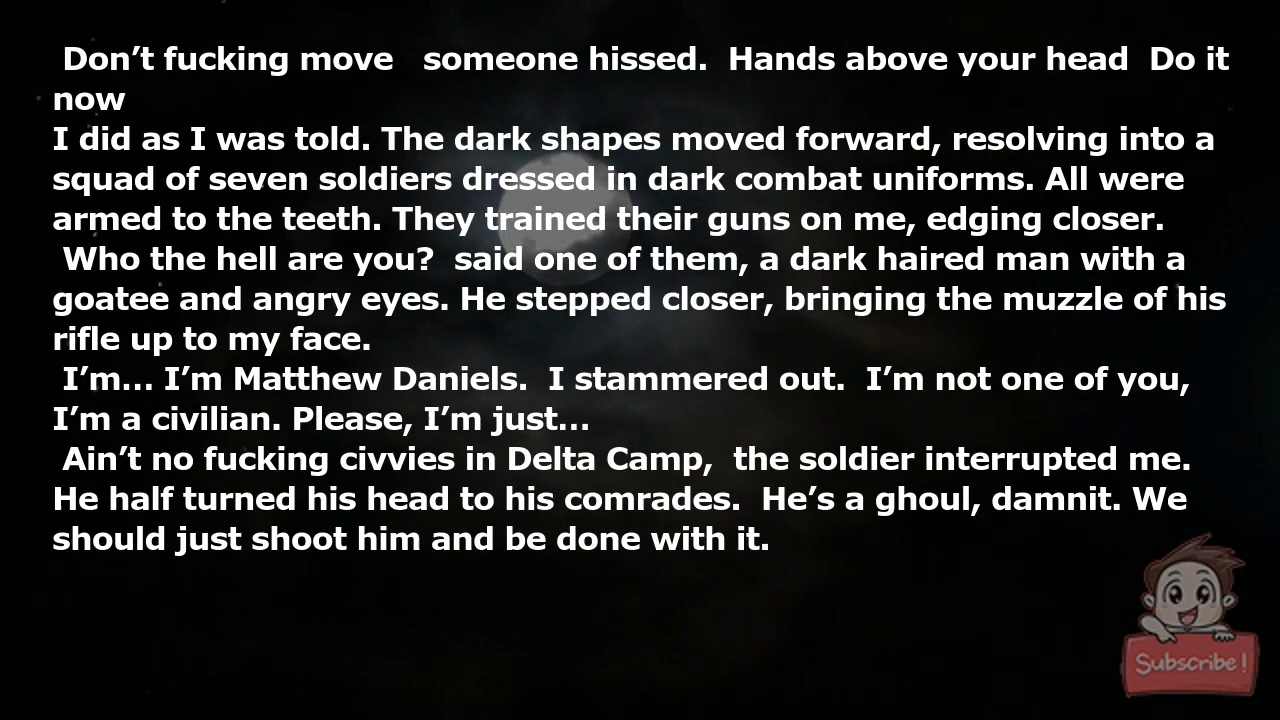 Don’t fucking move   someone hissed.  Hands above your head  Do it
now
I did as I was told. The dark shapes moved forward, resolving into a
squad of seven soldiers dressed in dark combat uniforms. All were
armed to the teeth. They trained their guns on me, edging closer.
Who the hell are you?  said one of them, a dark haired man with a
goatee and angry eyes. He stepped closer, bringing the muzzle of his
rifle up to my face.
I’m… I’m Matthew Daniels.  I stammered out.  I’m not one of you,
I’m a civilian. Please, I’m just…
Ain’t no fucking civvies in Delta Camp,  the soldier interrupted me.
He half turned his head to his comrades.  He’s a ghoul, damnit. We
should just shoot him and be done with it.
Subscribe!